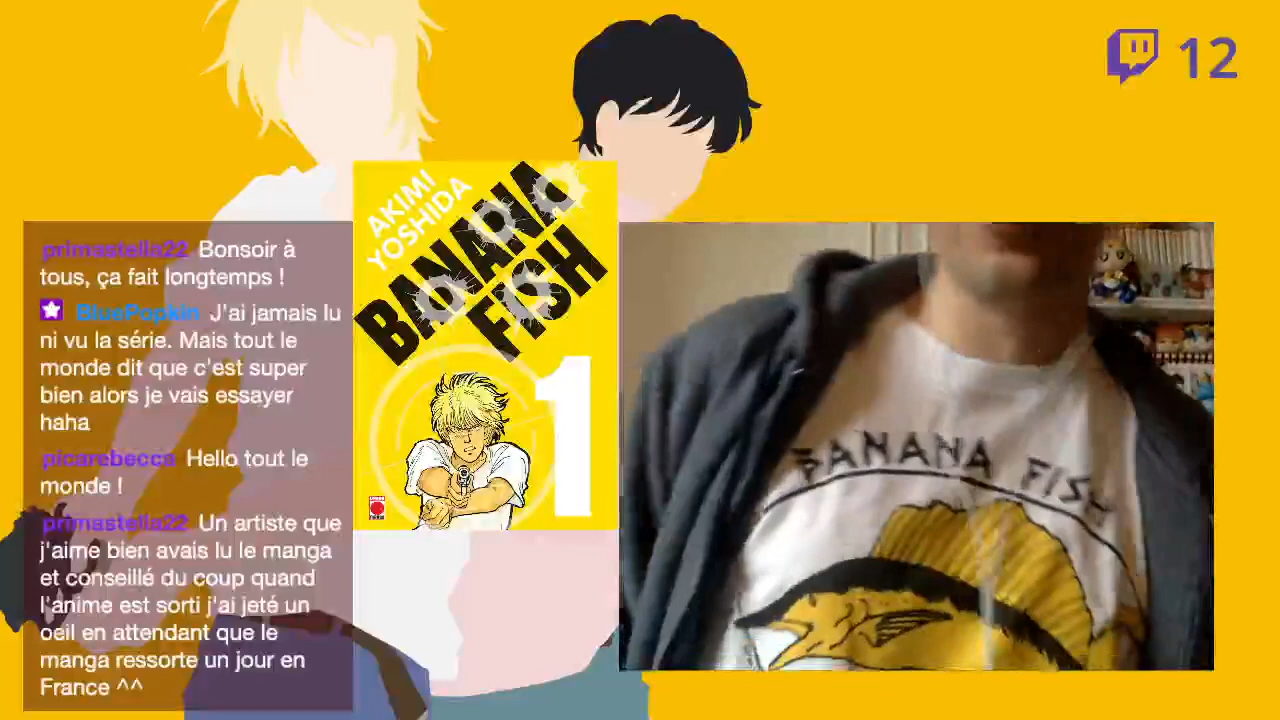 12
AKIMI
YOSHIDA
BANANA
FISH
1
primastella22 Bonsoir à
tous, ça fait longtemps !
BluePopkin J'ai jamais lu
ni vu la série. Mais tout le
monde dit que c'est super
bien alors je vais essayer
haha
picarebecca Hello tout le
monde !
primastella22 Un artiste que
j'aime bien avais lu le manga
et conseillé du coup quand
l'anime est sorti j'ai jeté un
oeil en attendant que le
manga ressorte un jour en
France ^^
BANANA FISH